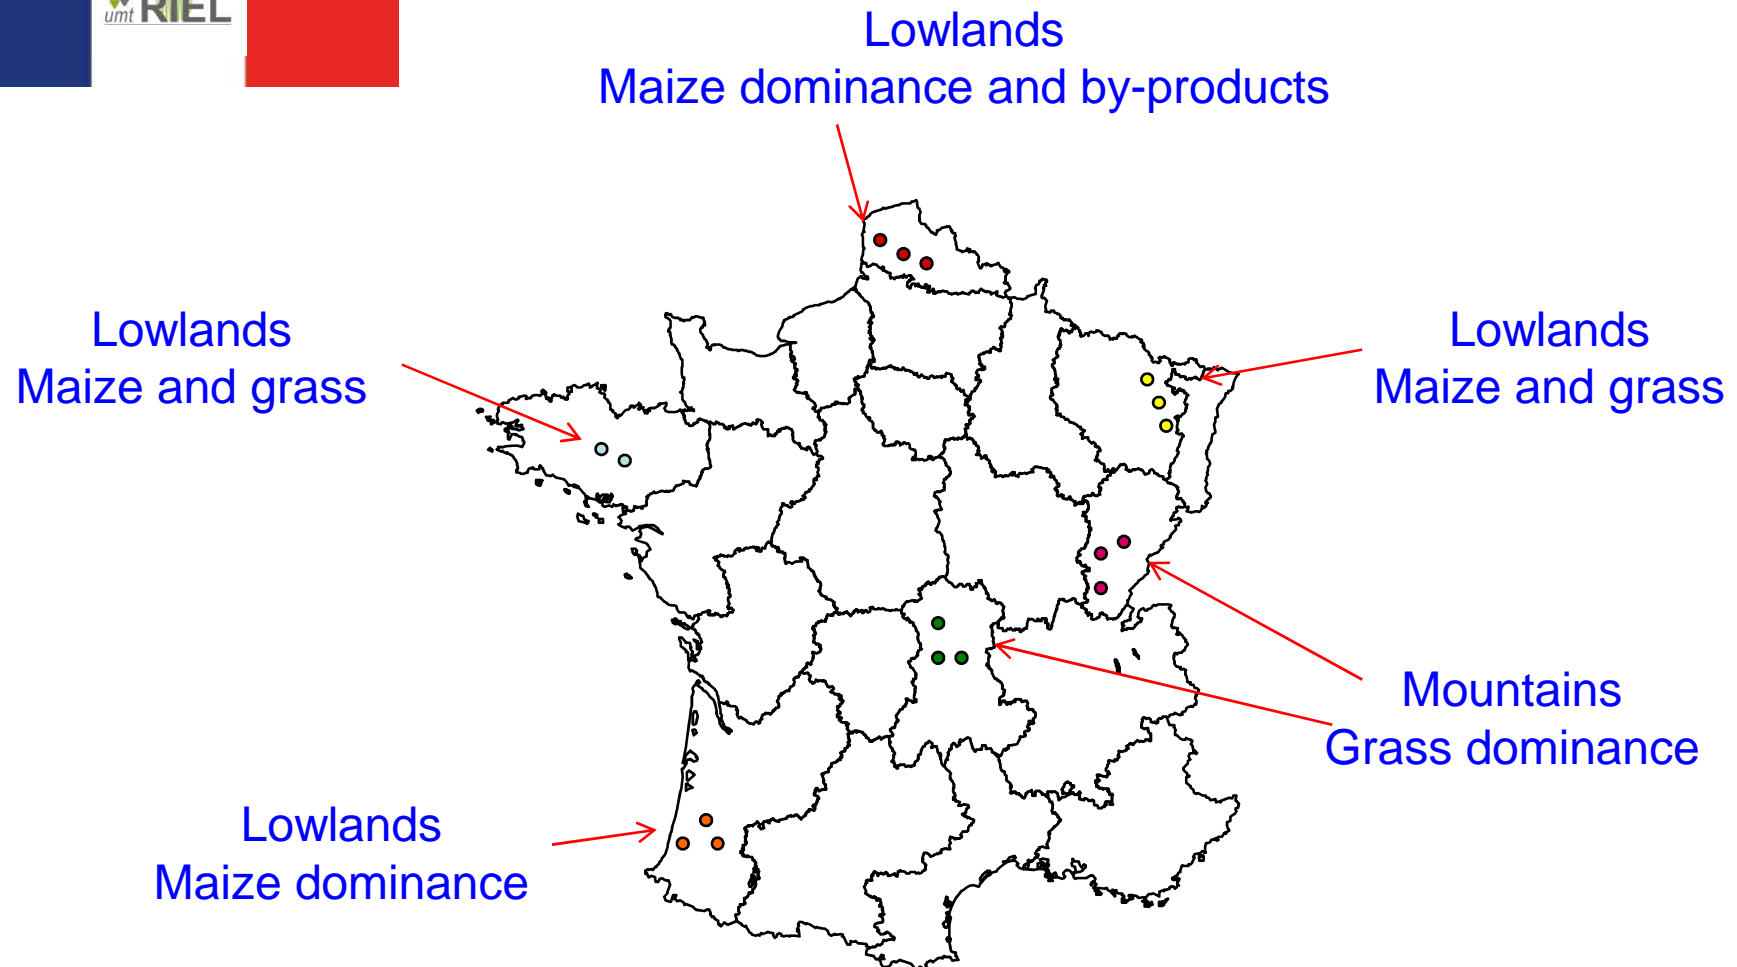 umt RIEL
Lowlands
Maize dominance and by-products
Lowlands
Maize and grass
Lowlands
Maize and grass
Mountains
Grass dominance
Lowlands
Maize dominance